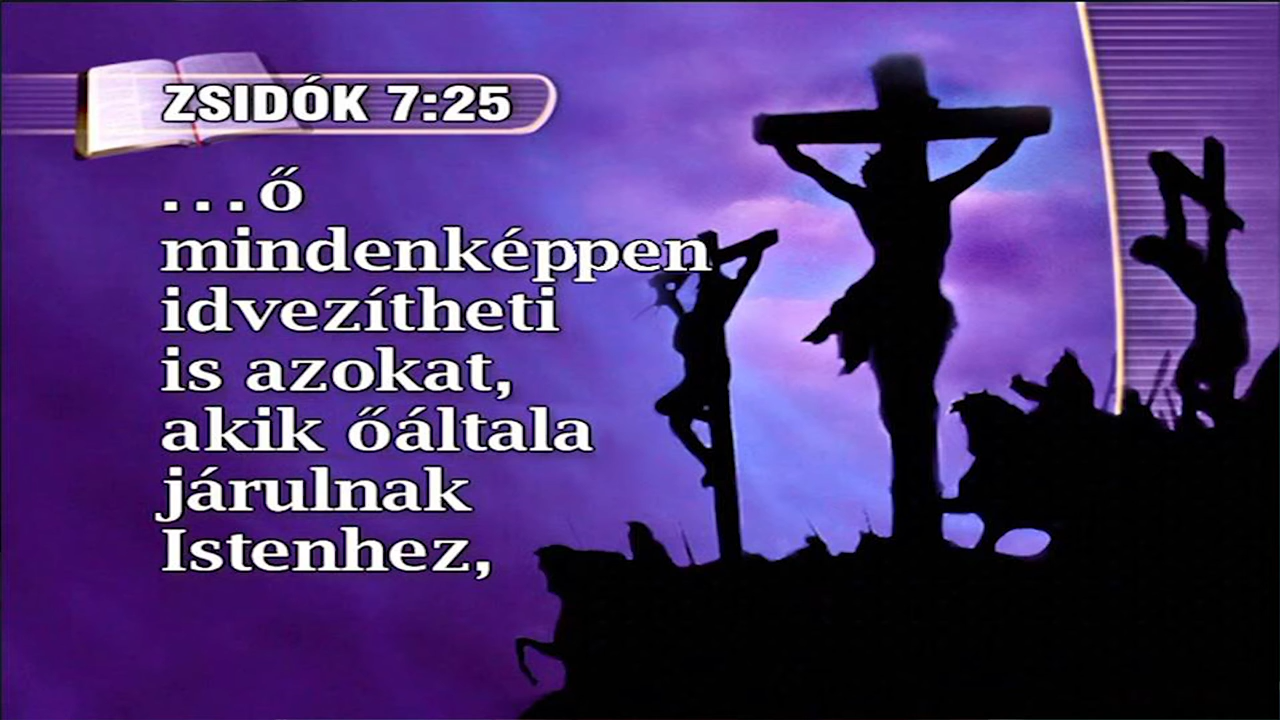 ZSIDÓK 7:25
...ő
mindenképpen
idvezítheti
is azokat,
akik őáltala
járulnak
Istenhez,